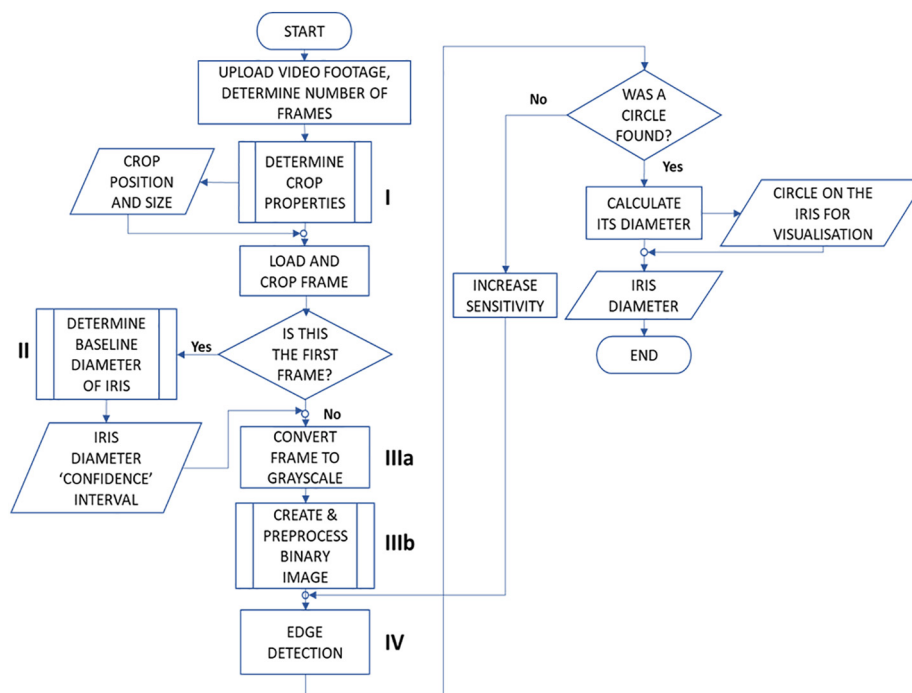 START
UPLOAD VIDEO FOOTAGE,
DETERMINE NUMBER OF
FRAMES
CROP
POSITION
AND SIZE
DETERMINE
CROP
PROPERTIES
I
LOAD AND
CROP FRAME
II
DETERMINE
BASELINE
DIAMETER
OF IRIS
Yes
IS THIS
THE FIRST
FRAME?
No
IRIS
DIAMETER
‘CONFIDENCE’
INTERVAL
CONVERT
FRAME TO
GRAYSCALE
IIIa
CREATE &
PREPROCESS
BINARY
IMAGE
IIIb
EDGE
DETECTION
IV
No
WAS A
CIRCLE
FOUND?
Yes
INCREASE
SENSITIVITY
CALCULATE
ITS DIAMETER
CIRCLE ON THE
IRIS FOR
VISUALISATION
IRIS
DIAMETER
END